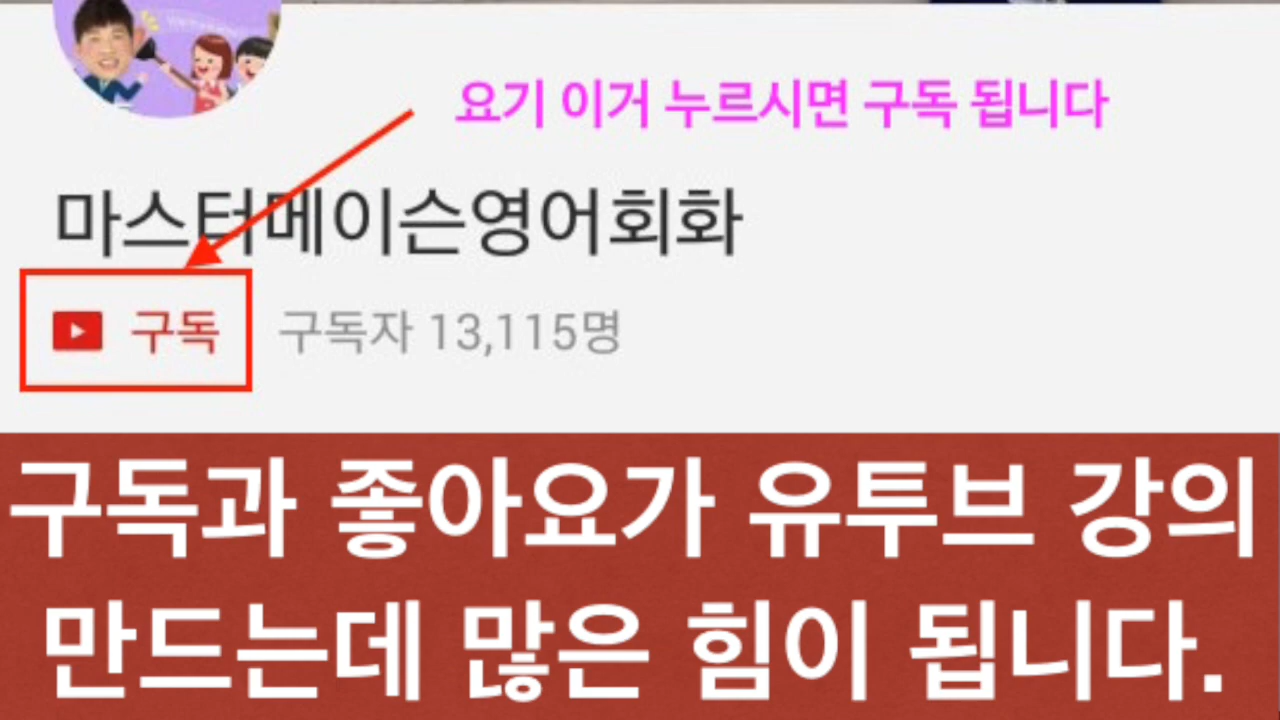 요기 이거 누르시면 구독 됩니다
마스터메이슨영어회화
구독 구독자 13,115명
구독과 좋아요가 유투브 강의
만드는데 많은 힘이 됩니다.